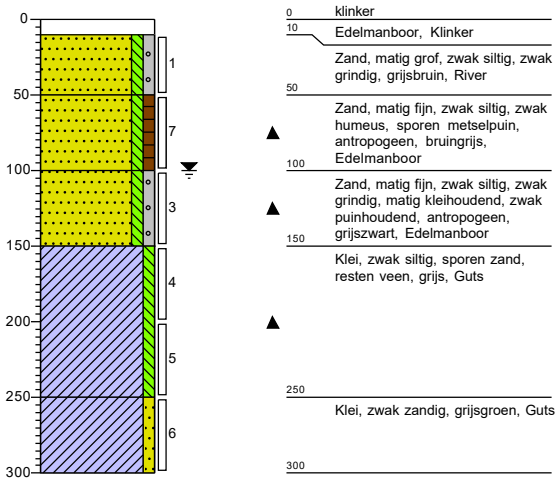 0
50
100
150
200
250
300
1
7
3
4
5
6
0
klinker
10
Edelmanboor, Klinker
Zand, matig grof, zwak siltig, zwak
grindig, grijsbruin, River
50
Zand, matig fijn, zwak siltig, zwak
humeus, sporen metselpuin,
antropogeen, bruingrijs,
Edelmanboor
100
Zand, matig fijn, zwak siltig, zwak
grindig, matig kleihoudend, zwak
puinhoudend, antropogeen,
grijszwart, Edelmanboor
150
Klei, zwak siltig, sporen zand,
resten veen, grijs, Guts
250
Klei, zwak zandig, grijsgroen, Guts
300